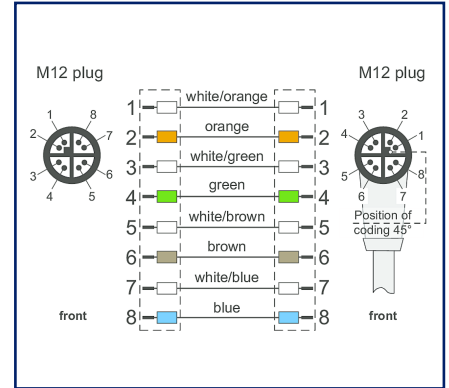 M12 plug
M12 plug
1 white/orange 1
2 orange 2
3 white/green 3
4 green 4
5 white/brown 5
6 brown 6
7 white/blue 7
8 blue 8
1 8
2 7
3 6
4 5
3 2
4 1
5 8
6 7
Position of
coding 45°
front
front